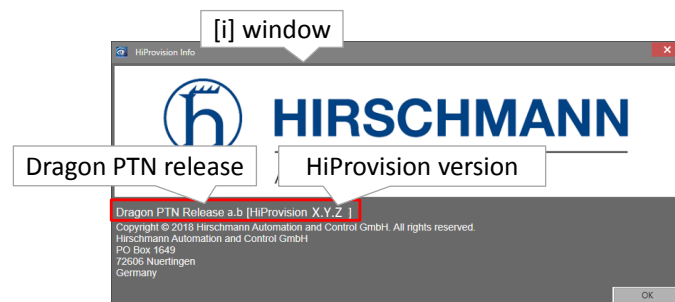 [i] window
HiProvision Info
HIRSCHMANN
Dragon PTN release
HiProvision version
Dragon PTN Release a.b [HiProvision X.Y.Z ]
Copyright © 2018 Hirschmann Automation and Control GmbH. All rights reserved.
Hirschmann Automation and Control GmbH
PO Box 1649
72606 Nuertingen
Germany
OK